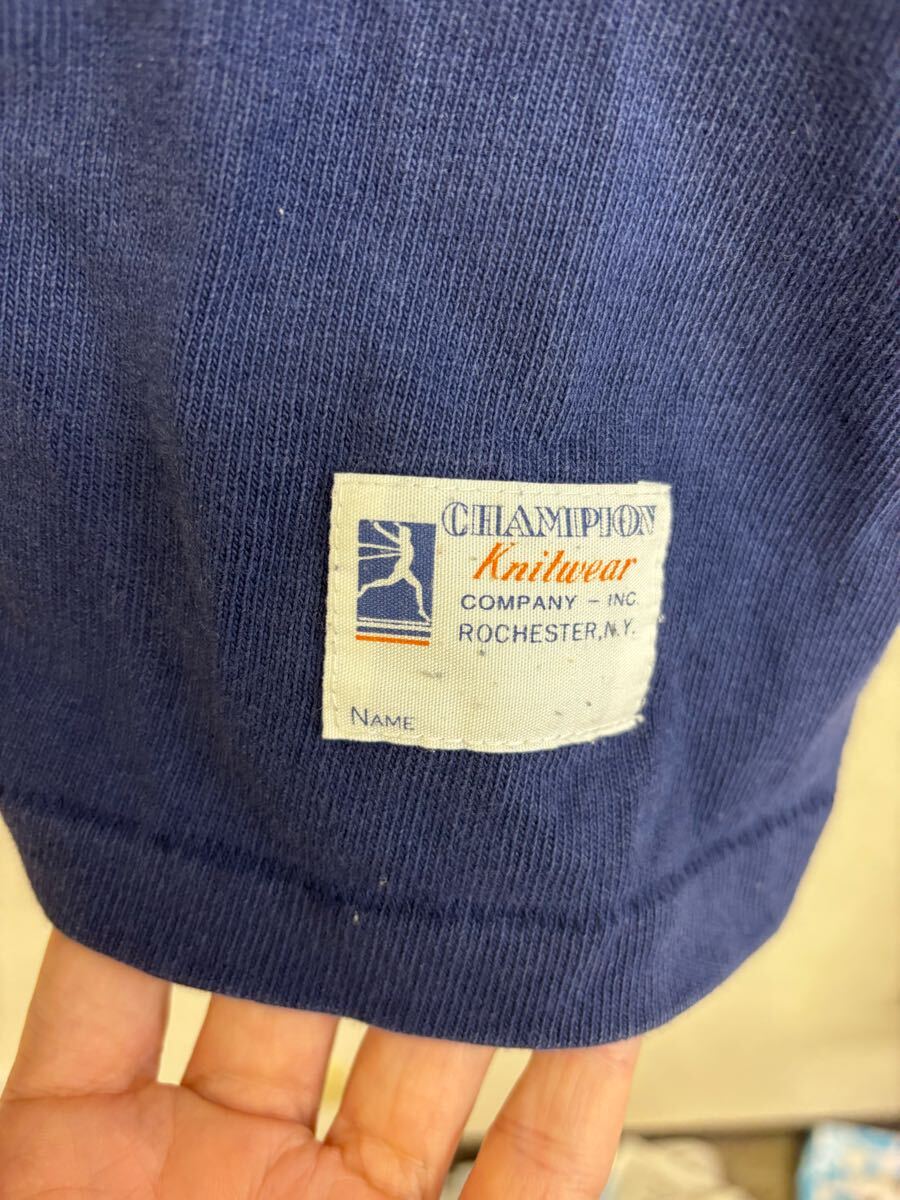 CHAMPION
Knitwear
COMPANY – INC.
ROCHESTER, N.Y.
NAME